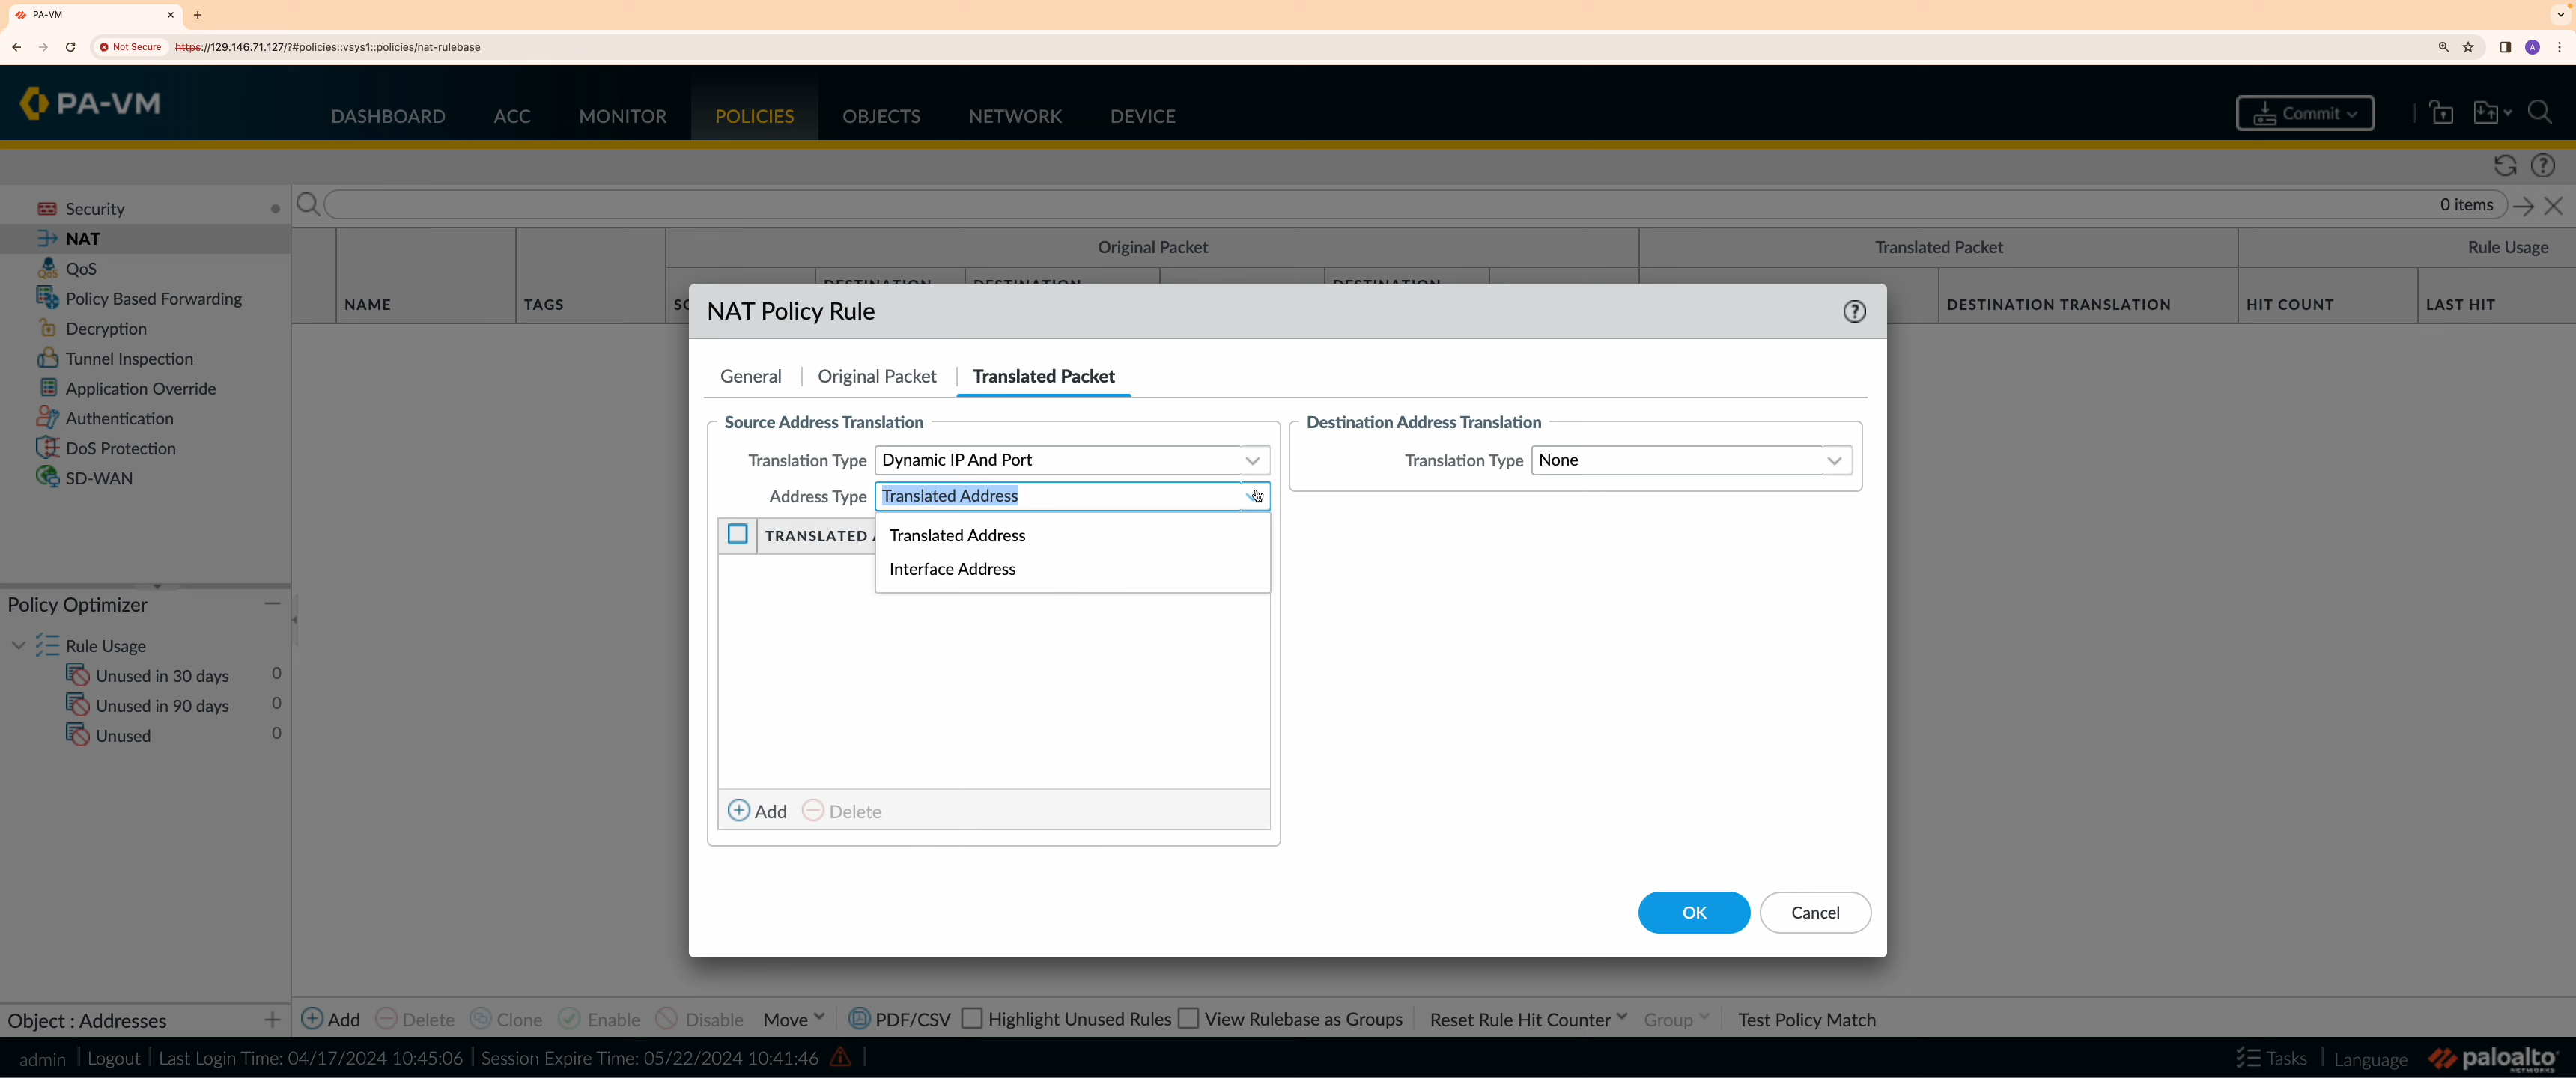 PA-VM
Not Secure https://129.146.71.127/?#policies::vsys1::policies/nat-rulebase
A
PA-VM
DASHBOARD ACC MONITOR POLICIES OBJECTS NETWORK DEVICE
Commit
Security
NAT
QoS
Policy Based Forwarding
Decryption
Tunnel Inspection
Application Override
Authentication
DoS Protection
SD-WAN
Policy Optimizer
Rule Usage
Unused in 30 days 0
Unused in 90 days 0
Unused 0
Object : Addresses
0 items
Original Packet Translated Packet Rule Usage
DESTINATION DESTINATION DESTINATION
NAME TAGS DESTINATION TRANSLATION HIT COUNT LAST HIT
NAT Policy Rule
General Original Packet Translated Packet
Source Address Translation
Translation Type Dynamic IP And Port
Address Type Translated Address
TRANSLATED
Translated Address
Interface Address
Add Delete
Destination Address Translation
Translation Type None
OK Cancel
Add Delete Clone Enable Disable Move PDF/CSV Highlight Unused Rules View Rulebase as Groups Reset Rule Hit Counter Group Test Policy Match
admin Logout Last Login Time: 04/17/2024 10:45:06 Session Expire Time: 05/22/2024 10:41:46 Tasks Language paloalto
NETWORKS